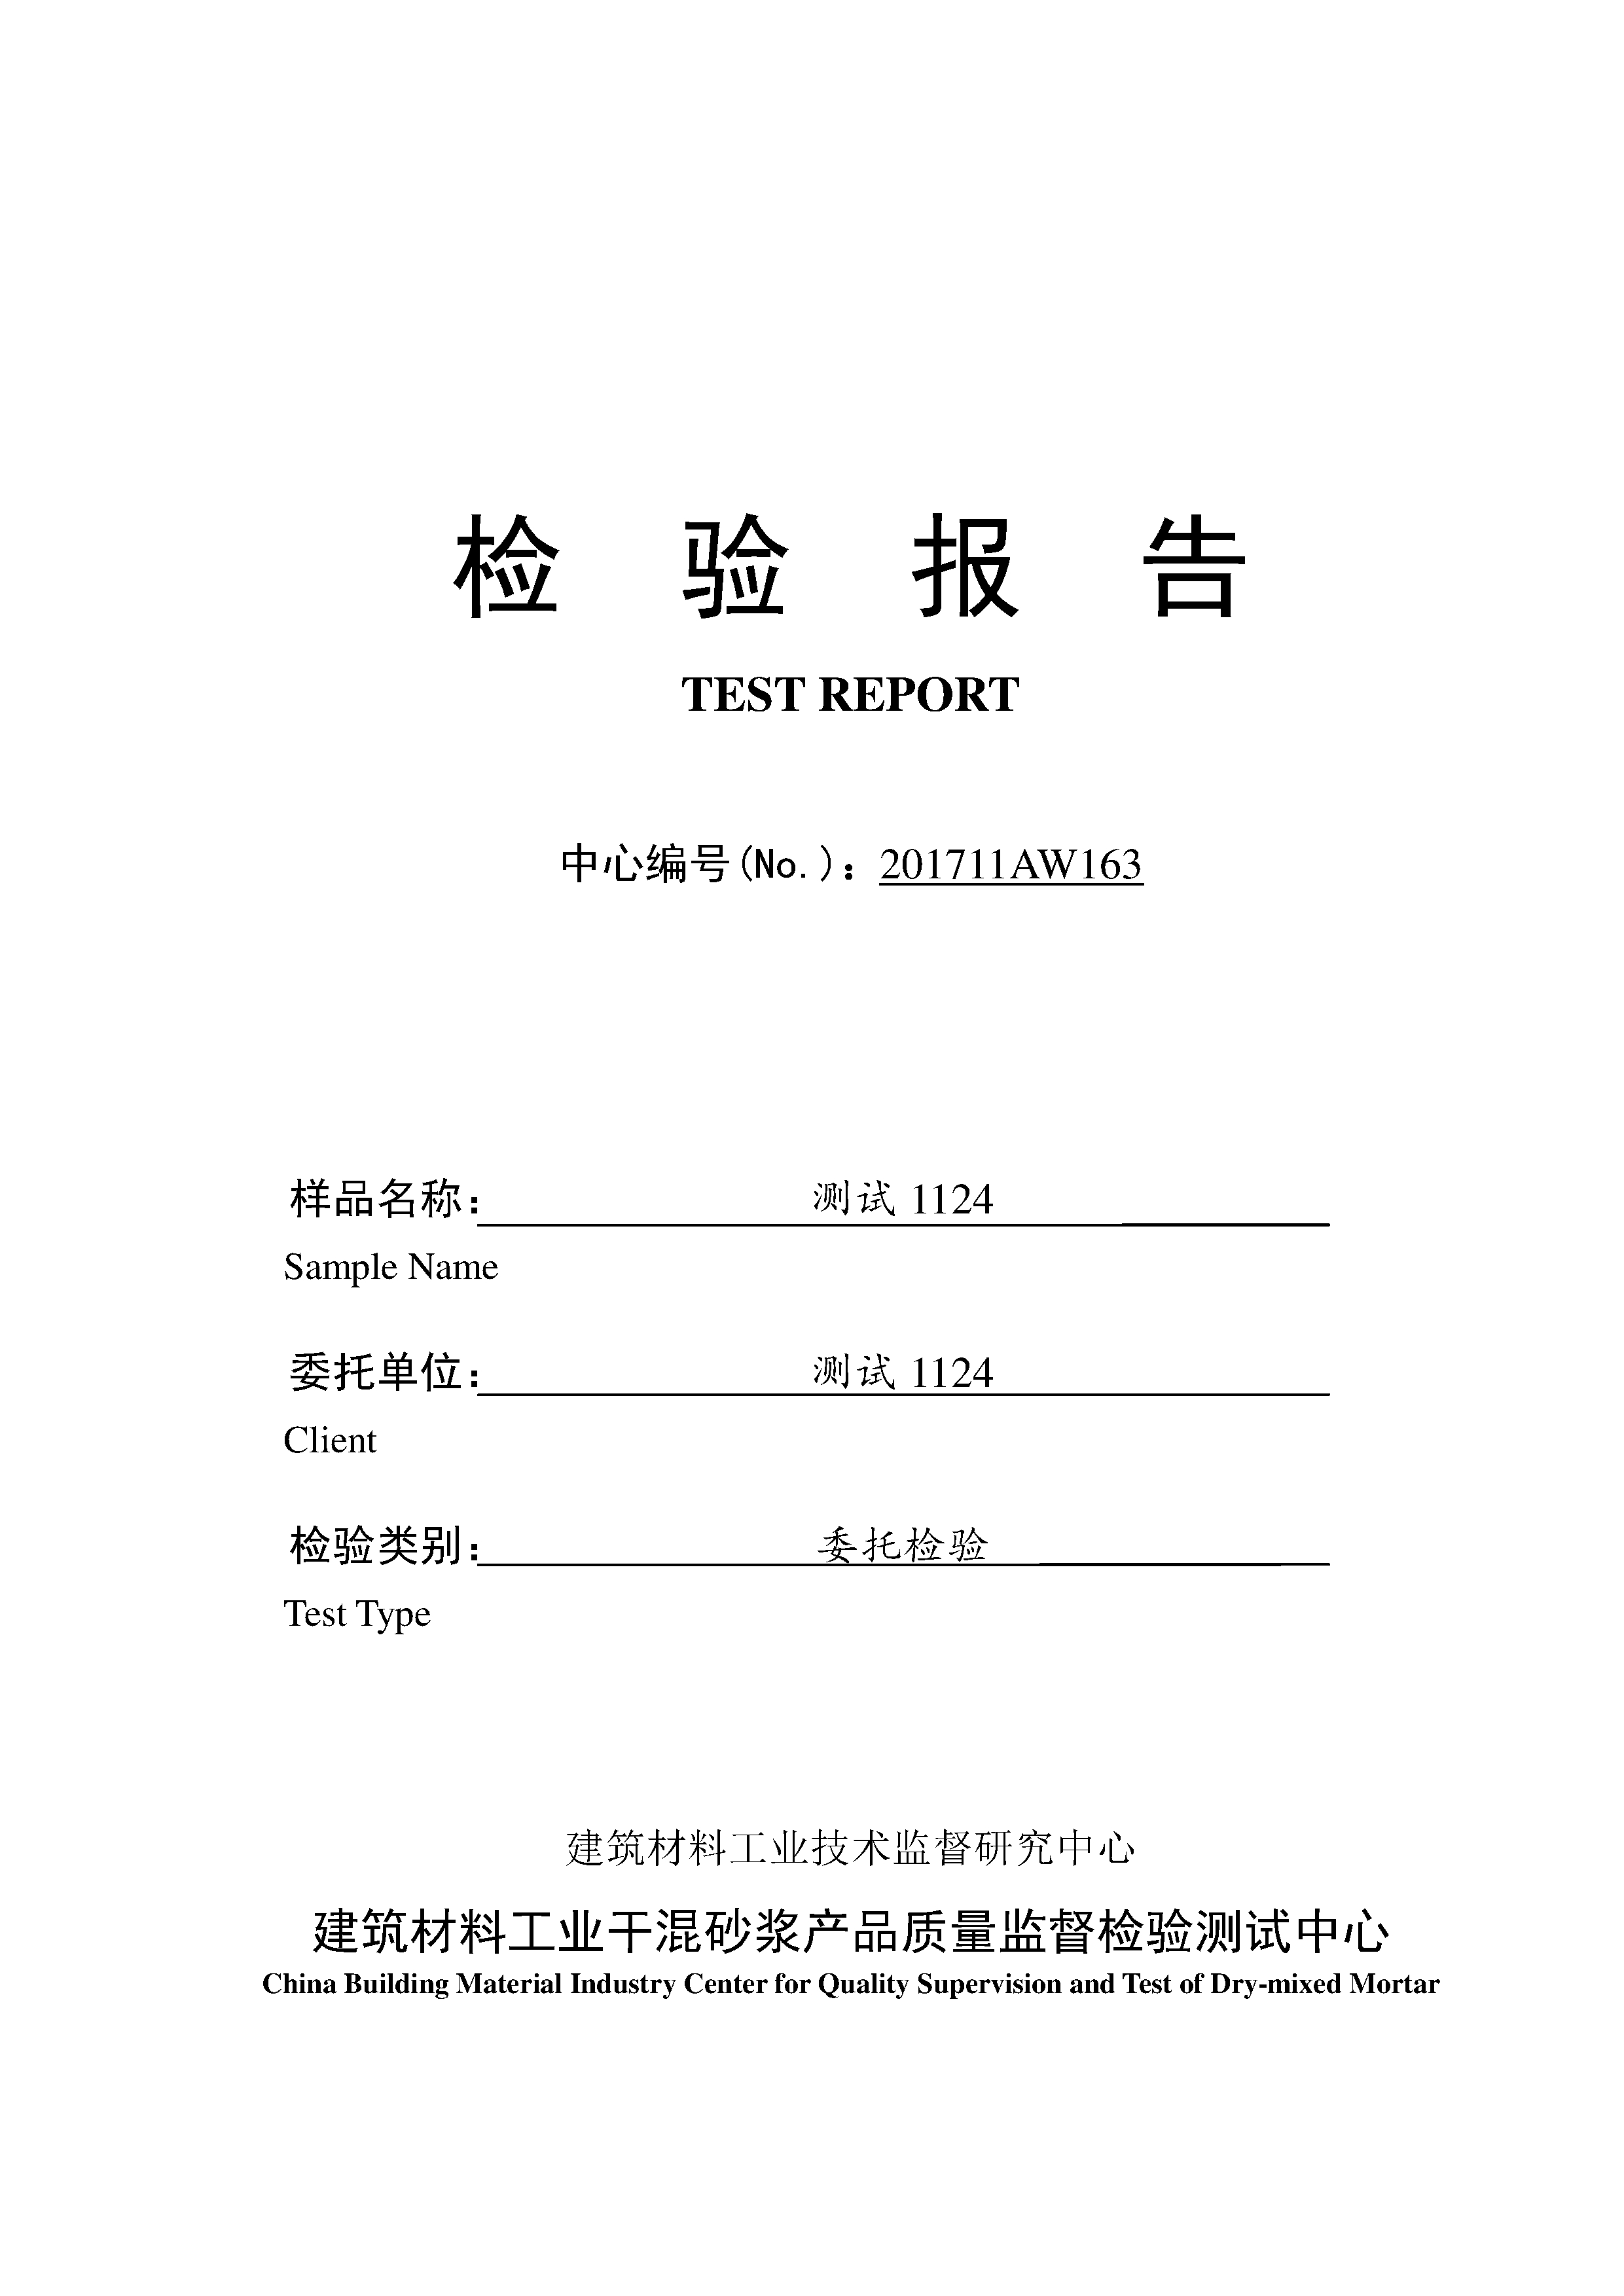 检 验 报 告
TEST REPORT
中心编号(No.)：201711AW163
样品名称：测试 1124
Sample Name
委托单位：测试 1124
Client
检验类别：委托检验
Test Type
建筑材料工业技术监督研究中心
建筑材料工业干混砂浆产品质量监督检验测试中心
China Building Material Industry Center for Quality Supervision and Test of Dry-mixed Mortar